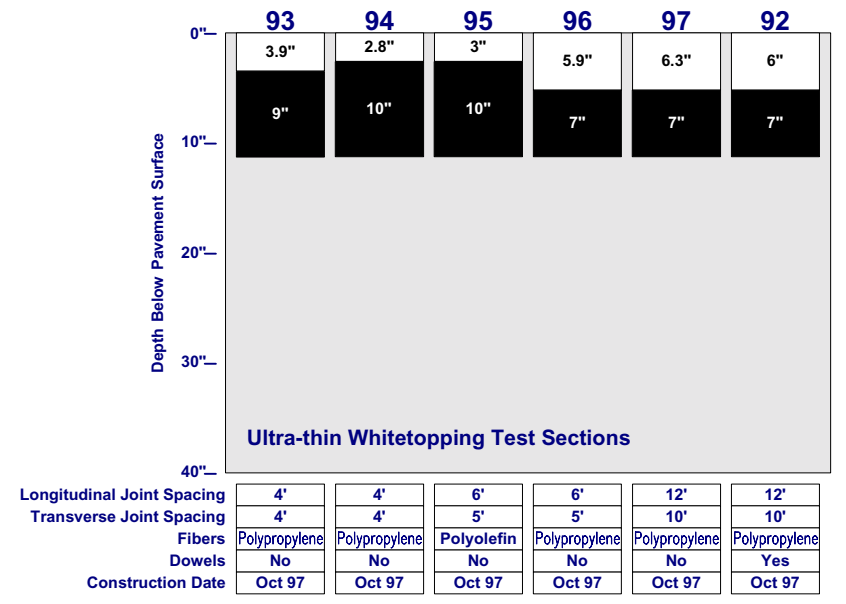 93 94 95 96 97 92
0"
3.9" 2.8" 3" 5.9" 6.3" 6"
9" 10" 10" 7" 7" 7"
10"
20"
30"
40"
Depth Below Pavement Surface
Ultra-thin Whitetopping Test Sections
Longitudinal Joint Spacing 4' 4' 6' 6' 12' 12'
Transverse Joint Spacing 4' 4' 5' 5' 10' 10'
Fibers Polypropylene Polypropylene Polyolefin Polypropylene Polypropylene Polypropylene
Dowels No No No No No Yes
Construction Date Oct 97 Oct 97 Oct 97 Oct 97 Oct 97 Oct 97